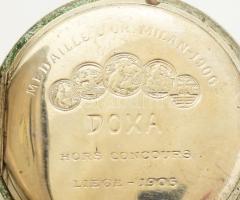 MEDAILLE D'OR. MILAN-1906
DOXA
HORS CONCOURS
LIEGE-1905